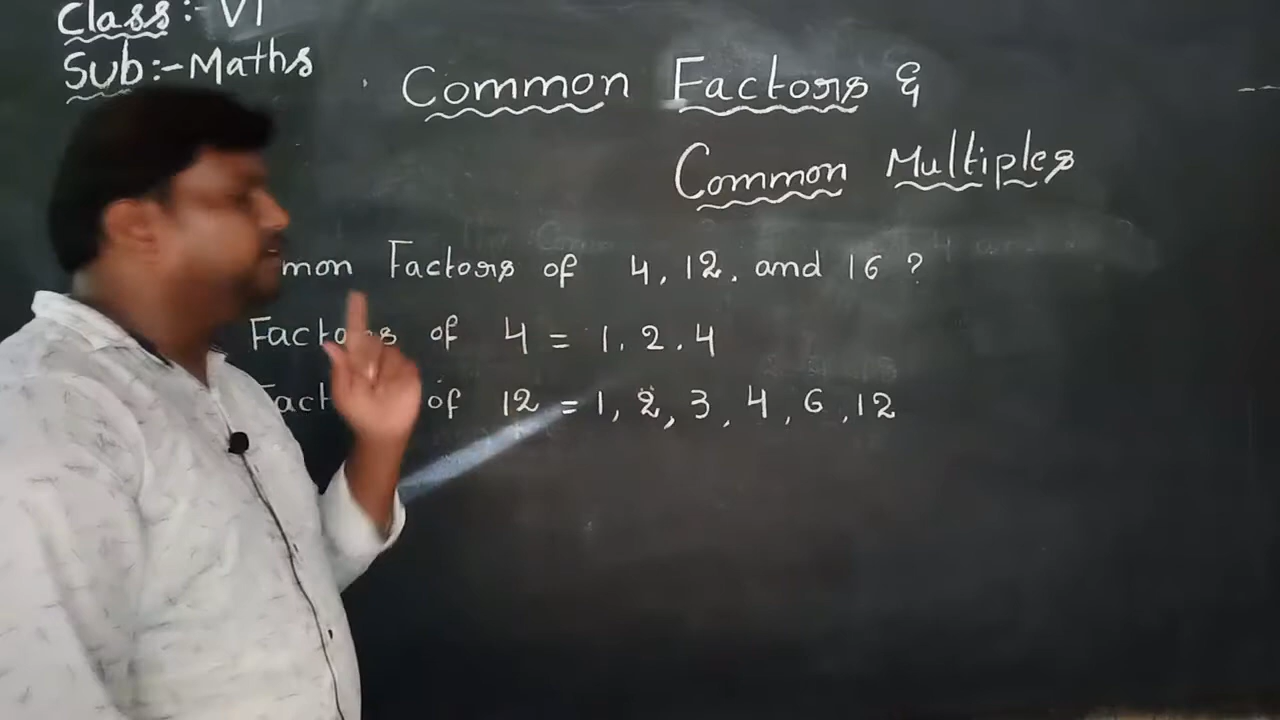 Class :- VI
Sub:- Maths
Common Factors &
Common Multiples
mon Factors of 4, 12, and 16 ?
Factors of 4 = 1, 2, 4
Fact of 12 = 1, 2, 3, 4, 6, 12